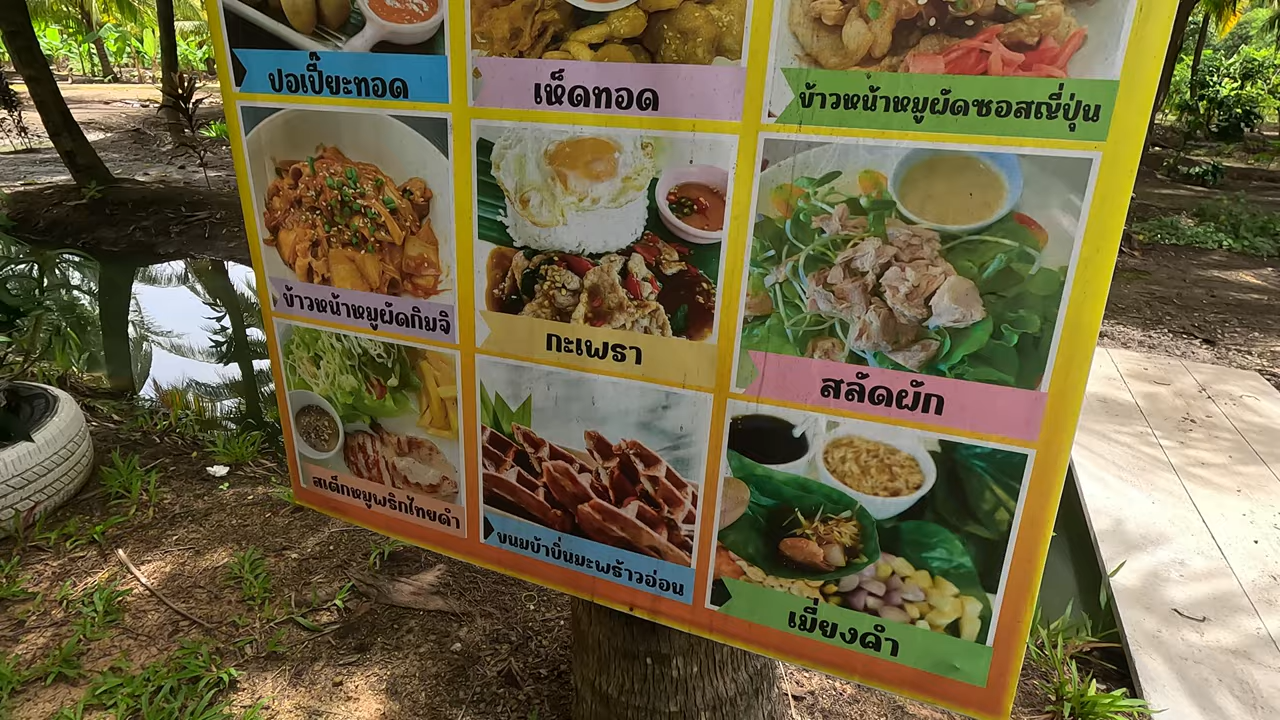 ปอเปี๊ยะทอด
เห็ดทอด
ข้าวหน้าหมูผัดซอสญี่ปุ่น
ข้าวหน้าหมูผัดกิมจิ
กะเพรา
สลัดผัก
สเต็กหมูพริกไทยดำ
ขนมบ้าบิ่นมะพร้าวอ่อน
เมี่ยงคำ